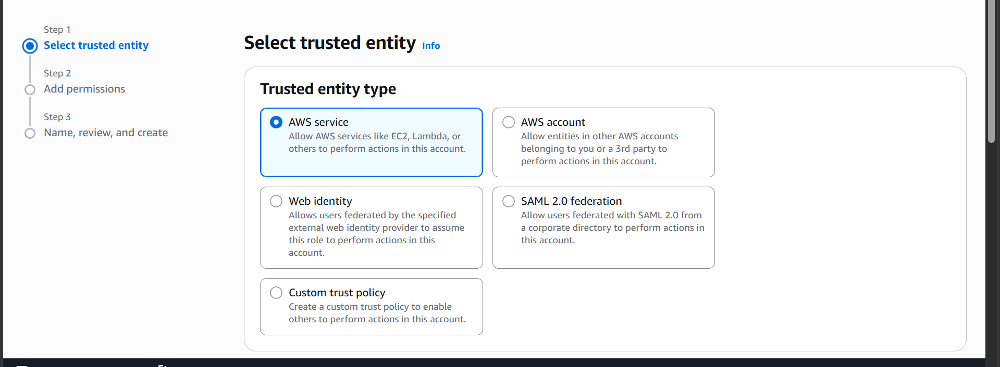 Step 1
Select trusted entity
Step 2
Add permissions
Step 3
Name, review, and create
Select trusted entity Info
Trusted entity type
AWS service
Allow AWS services like EC2, Lambda, or
others to perform actions in this account.
AWS account
Allow entities in other AWS accounts
belonging to you or a 3rd party to
perform actions in this account.
Web identity
Allows users federated by the specified
external web identity provider to assume
this role to perform actions in this
account.
SAML 2.0 federation
Allow users federated with SAML 2.0 from
a corporate directory to perform actions in
this account.
Custom trust policy
Create a custom trust policy to enable
others to perform actions in this account.